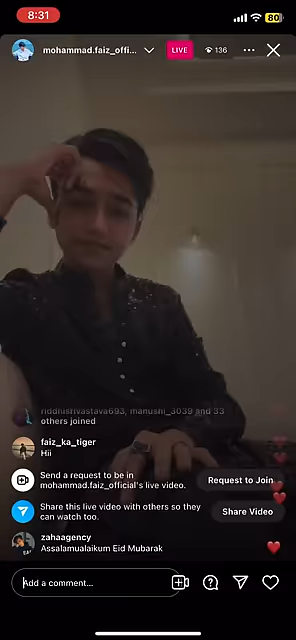 8:31
80
mohammad.faiz_offi...
LIVE
136
riddhisrivastava693, manushi_3039 and 33
others joined
faiz_ka_tiger
Hii
Send a request to be in
mohammad.faiz_official's live video.
Request to Join
Share this live video with others so they
can watch too.
Share Video
zahaagency
Assalamualikum Eid Mubarak
Add a comment...